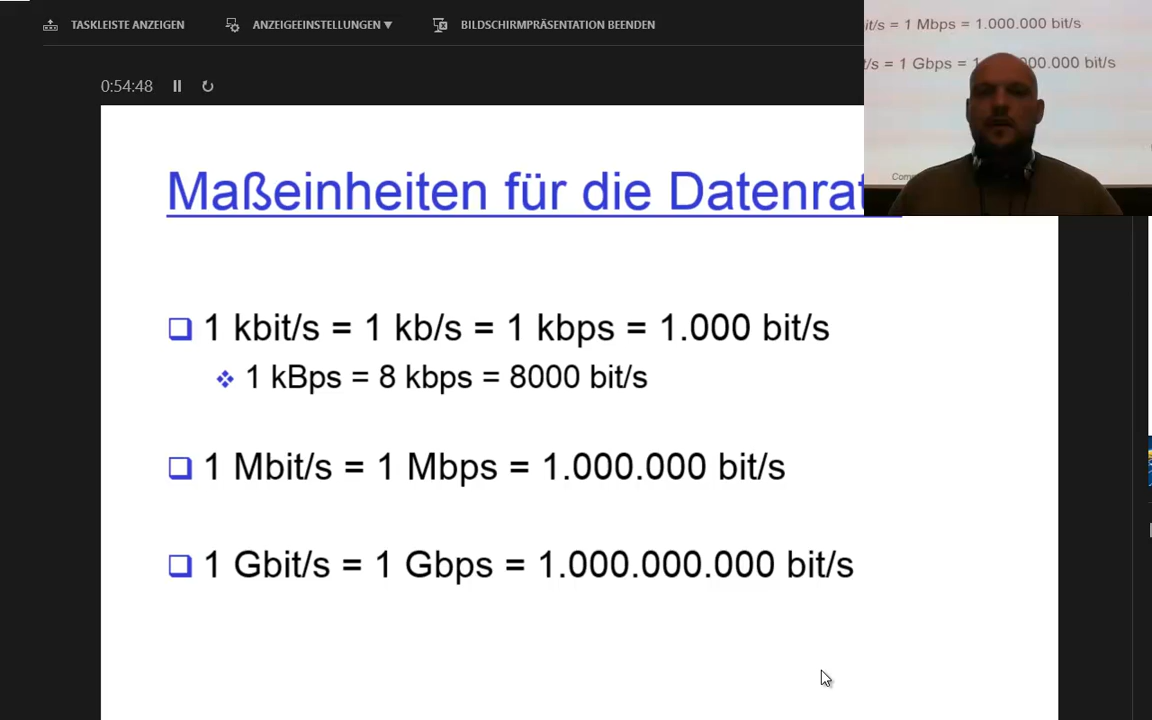 TASKLEISTE ANZEIGEN ANZEIGEEINSTELLUNGEN ▼ BILDSCHIRMPRÄSENTATION BEENDEN
0:54:48
Maßeinheiten für die Datenrat
1 kbit/s = 1 kb/s = 1 kbps = 1.000 bit/s
1 kBps = 8 kbps = 8000 bit/s
1 Mbit/s = 1 Mbps = 1.000.000 bit/s
1 Gbit/s = 1 Gbps = 1.000.000.000 bit/s
it/s = 1 Mbps = 1.000.000 bit/s
/s = 1 Gbps = 1 00.000 bit/s